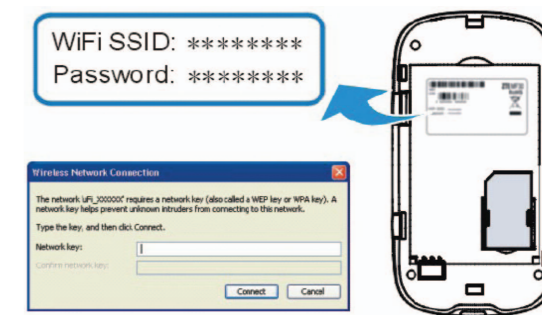 WiFi SSID: ********
Password: ********
Wireless Network Connection
The network 'uFi_XXXXXX' requires a network key (also called a WEP key or WPA key). A
network key helps prevent unknown intruders from connecting to this network.
Type the key, and then click Connect.
Network key:
Confirm network key:
Connect
Cancel